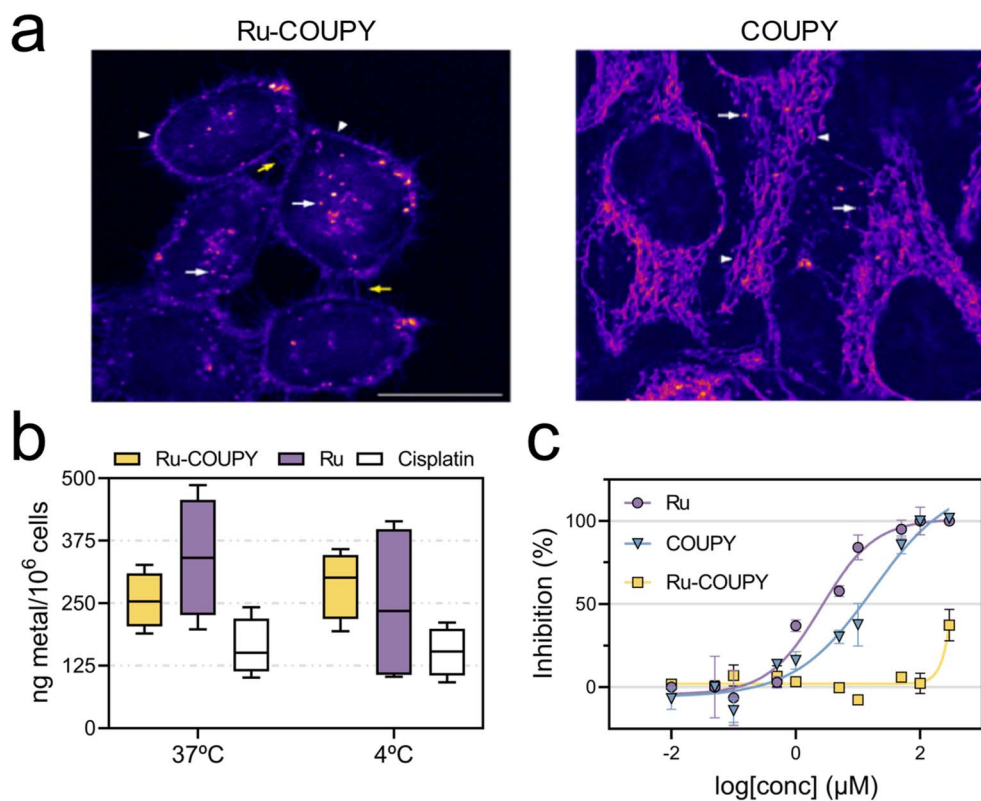 a
Ru-COUPY
COUPY
b
Ru-COUPY Ru Cisplatin
ng metal/10⁶ cells
500
375
250
125
0
37ºC
4ºC
c
Ru
COUPY
Ru-COUPY
Inhibition (%)
100
50
0
-2
0
2
log[conc] (µM)